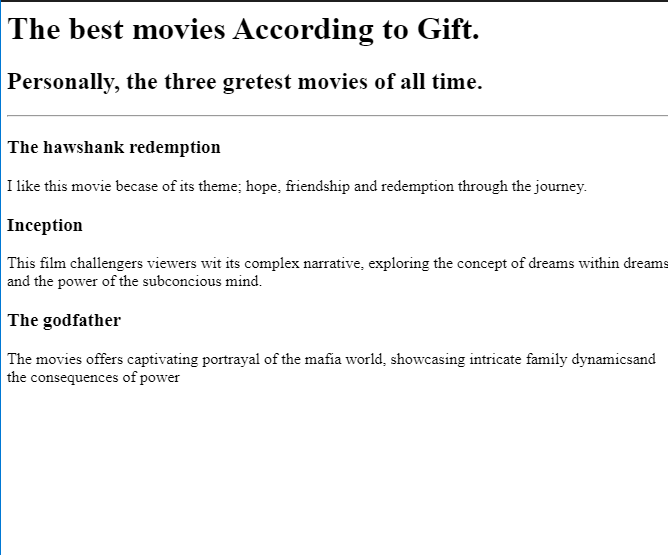 The best movies According to Gift.
Personally, the three gretest movies of all time.
The hawshank redemption
I like this movie becase of its theme; hope, friendship and redemption through the journey.
Inception
This film challengers viewers wit its complex narrative, exploring the concept of dreams within dreams
and the power of the subconcious mind.
The godfather
The movies offers captivating portrayal of the mafia world, showcasing intricate family dynamicsand
the consequences of power